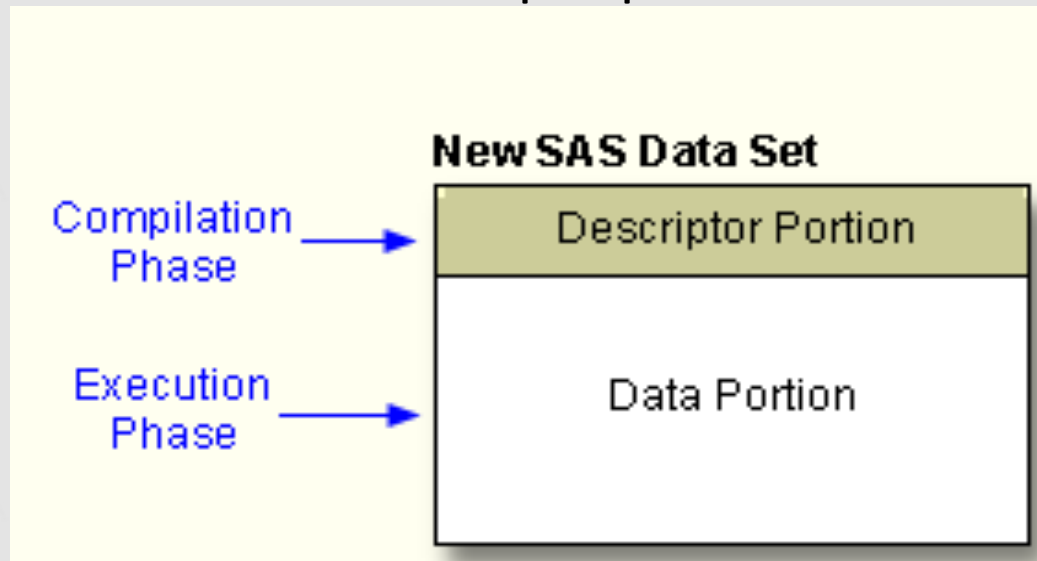 New SAS Data Set
Compilation
Phase
Descriptor Portion
Execution
Phase
Data Portion